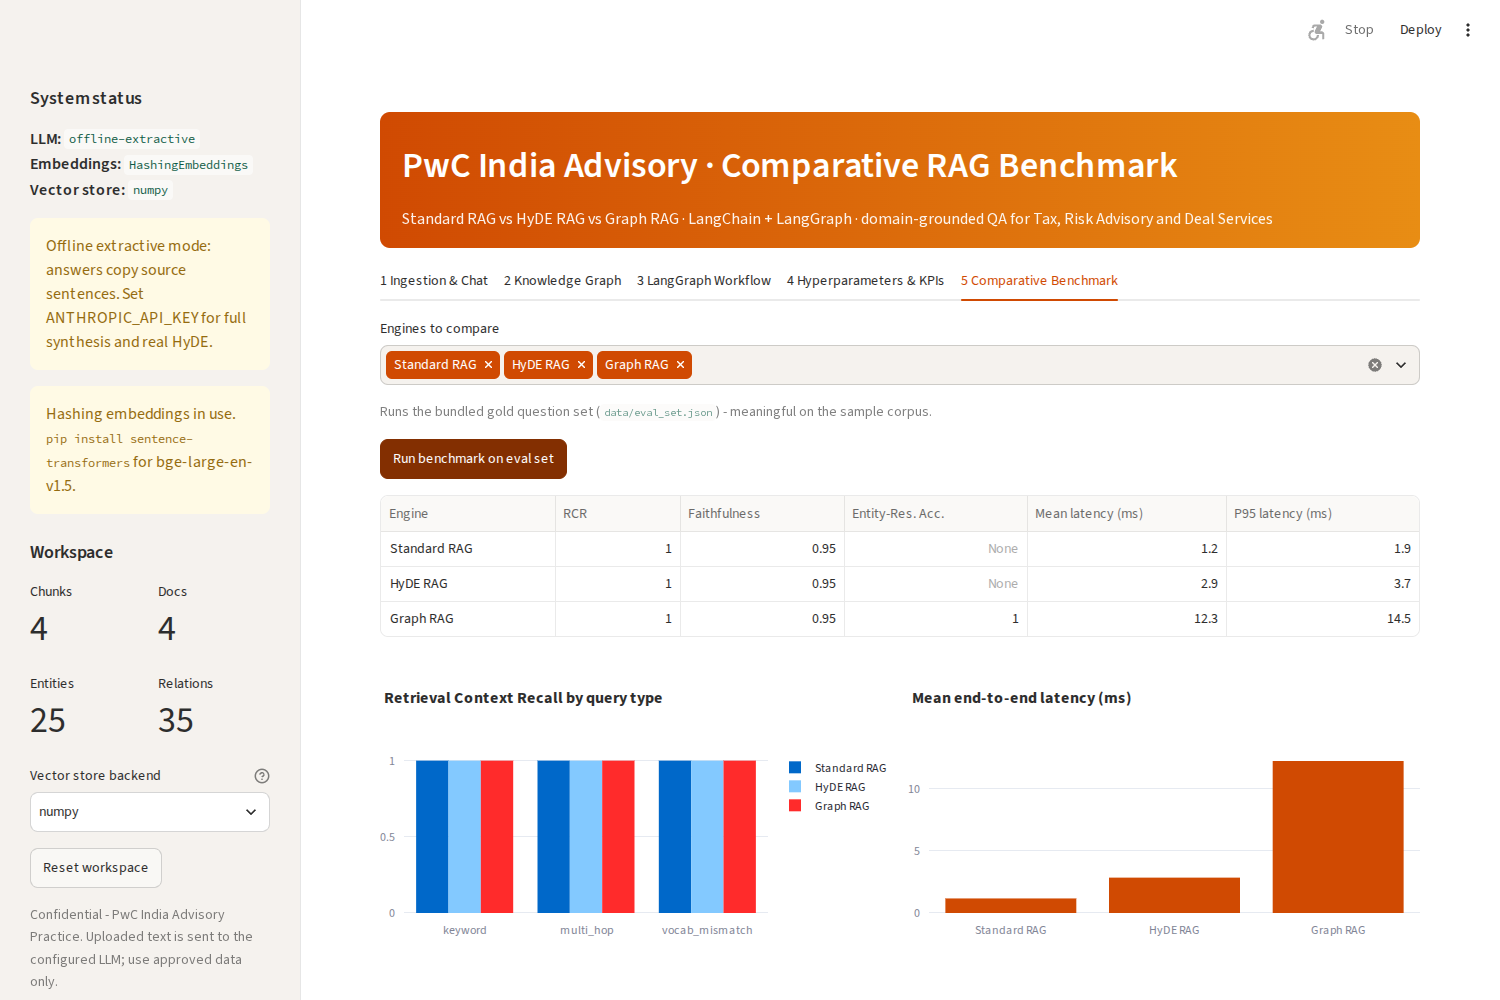 Stop
Deploy
System status
LLM: offline-extractive
Embeddings: HashingEmbeddings
Vector store: numpy
Offline extractive mode:
answers copy source
sentences. Set
ANTHROPIC_API_KEY for full
synthesis and real HyDE.
Hashing embeddings in use.
pip install sentence-
transformers for bge-large-en-
v1.5.
Workspace
Chunks Docs
4 4
Entities Relations
25 35
Vector store backend
numpy
Reset workspace
Confidential - PwC India Advisory
Practice. Uploaded text is sent to the
configured LLM; use approved data
only.
PwC India Advisory · Comparative RAG Benchmark
Standard RAG vs HyDE RAG vs Graph RAG · LangChain + LangGraph · domain-grounded QA for Tax, Risk Advisory and Deal Services
1 Ingestion & Chat 2 Knowledge Graph 3 LangGraph Workflow 4 Hyperparameters & KPIs 5 Comparative Benchmark
Engines to compare
Standard RAG HyDE RAG Graph RAG
Runs the bundled gold question set ( data/eval_set.json ) - meaningful on the sample corpus.
Run benchmark on eval set
Engine RCR Faithfulness Entity-Res. Acc. Mean latency (ms) P95 latency (ms)
Standard RAG 1 0.95 None 1.2 1.9
HyDE RAG 1 0.95 None 2.9 3.7
Graph RAG 1 0.95 1 12.3 14.5
Retrieval Context Recall by query type
1
0.5
0
keyword multi_hop vocab_mismatch
Standard RAG
HyDE RAG
Graph RAG
Mean end-to-end latency (ms)
10
5
0
Standard RAG HyDE RAG Graph RAG